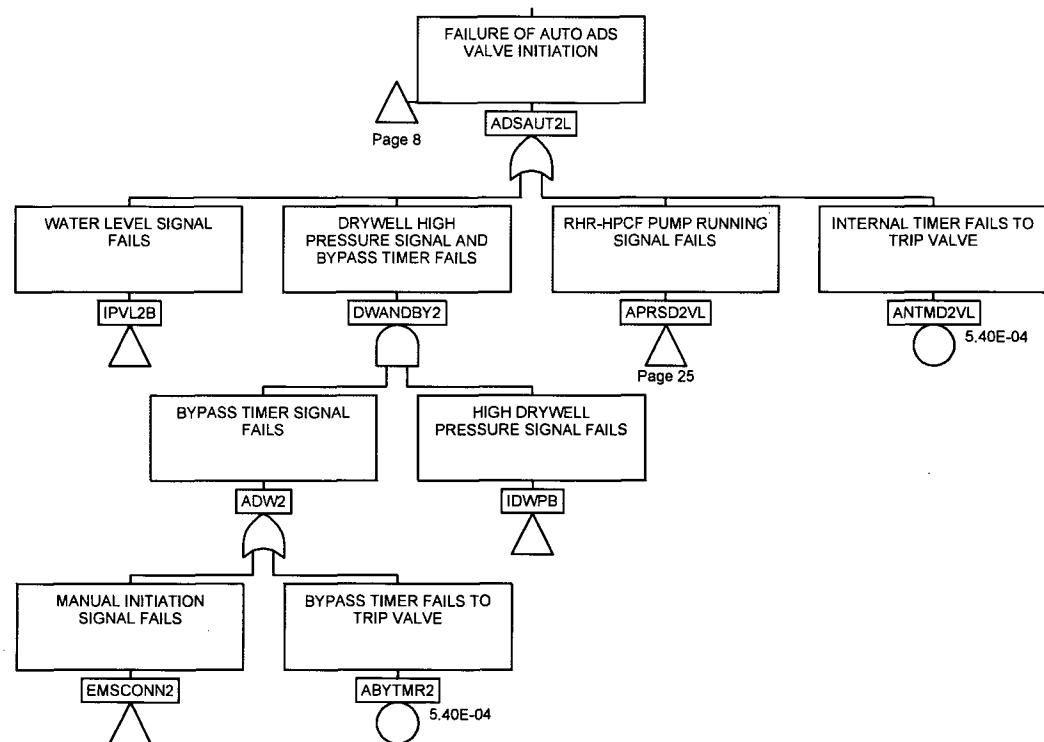 FAILURE OF AUTO ADS
VALVE INITIATION
Page 8
ADSAUT2L
WATER LEVEL SIGNAL
FAILS
IPVL2B
DRYWELL HIGH
PRESSURE SIGNAL AND
BYPASS TIMER FAILS
DWANDBY2
RHR-HPCF PUMP RUNNING
SIGNAL FAILS
APRSD2VL
Page 25
INTERNAL TIMER FAILS TO
TRIP VALVE
ANTMD2VL
5.40E-04
BYPASS TIMER SIGNAL
FAILS
ADW2
HIGH DRYWELL
PRESSURE SIGNAL FAILS
IDWPB
MANUAL INITIATION
SIGNAL FAILS
EMSCONN2
BYPASS TIMER FAILS TO
TRIP VALVE
ABYTMR2
5.40E-04